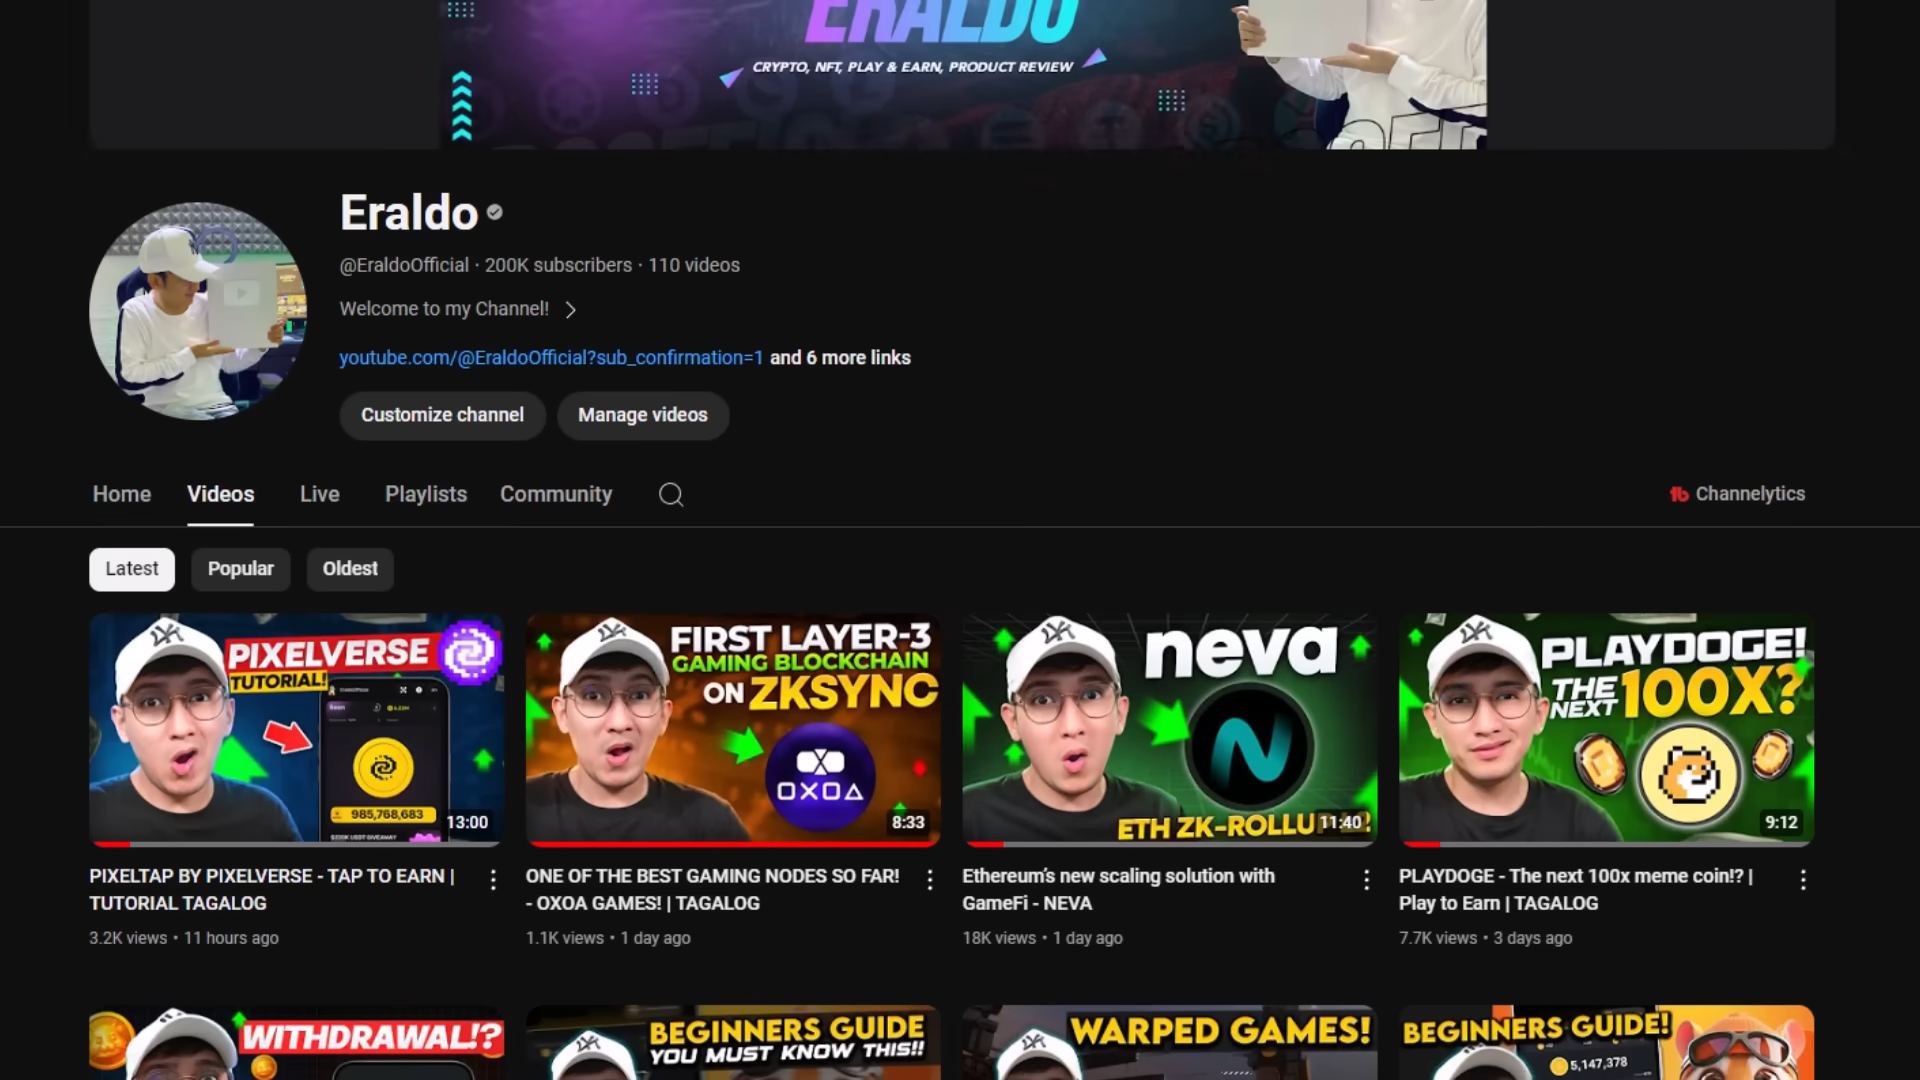 ERALDO
CRYPTO, NFT, PLAY & EARN, PRODUCT REVIEW
Eraldo
@EraldoOfficial · 200K subscribers · 110 videos
Welcome to my Channel!
youtube.com/@EraldoOfficial?sub_confirmation=1 and 6 more links
Customize channel
Manage videos
Home
Videos
Live
Playlists
Community
Channelytics
Latest
Popular
Oldest
PIXELVERSE
TUTORIAL!
985,768,683
13:00
PIXELTAP BY PIXELVERSE - TAP TO EARN |
TUTORIAL TAGALOG
3.2K views • 11 hours ago
FIRST LAYER-3
GAMING BLOCKCHAIN
ON ZKSYNC
OXOA
8:33
ONE OF THE BEST GAMING NODES SO FAR!
- OXOA GAMES! | TAGALOG
1.1K views • 1 day ago
neva
11:40
Ethereum's new scaling solution with
GameFi - NEVA
18K views • 1 day ago
PLAYDOGE!
THE NEXT 100X?
9:12
PLAYDOGE - The next 100x meme coin!? |
Play to Earn | TAGALOG
7.7K views • 3 days ago
WITHDRAWAL!?
BEGINNERS GUIDE
YOU MUST KNOW THIS!!
WARPED GAMES!
BEGINNERS GUIDE!
5,147,378